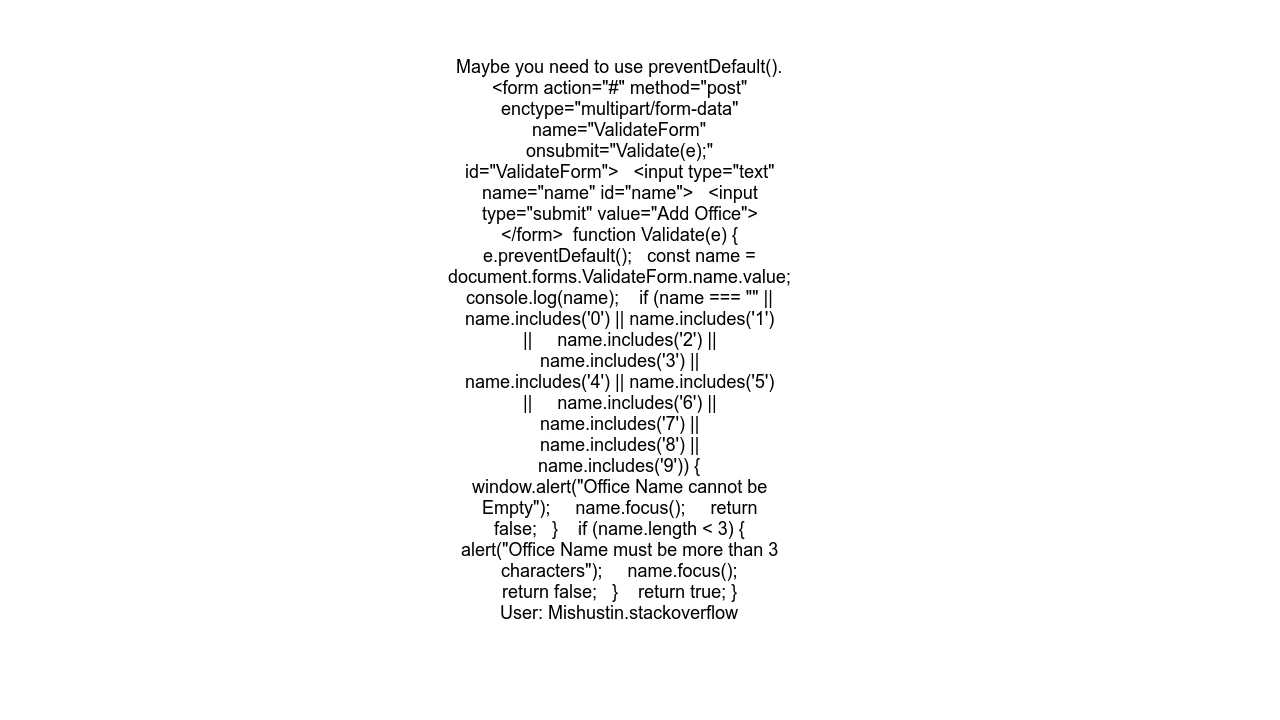 Maybe you need to use preventDefault().
<form action="#" method="post"
enctype="multipart/form-data"
name="ValidateForm"
onsubmit="Validate(e);"
id="ValidateForm">   <input type="text"
name="name" id="name">   <input
type="submit" value="Add Office">
</form>  function Validate(e) {
e.preventDefault();   const name =
document.forms.ValidateForm.name.value;
console.log(name);    if (name === "" ||
name.includes('0') || name.includes('1')
||     name.includes('2') ||
name.includes('3') ||
name.includes('4') || name.includes('5')
||     name.includes('6') ||
name.includes('7') ||
name.includes('8') ||
name.includes('9')) {
window.alert("Office Name cannot be
Empty");     name.focus();     return
false;   }    if (name.length < 3) {
alert("Office Name must be more than 3
characters");     name.focus();
return false;   }    return true; }
User: Mishustin.stackoverflow